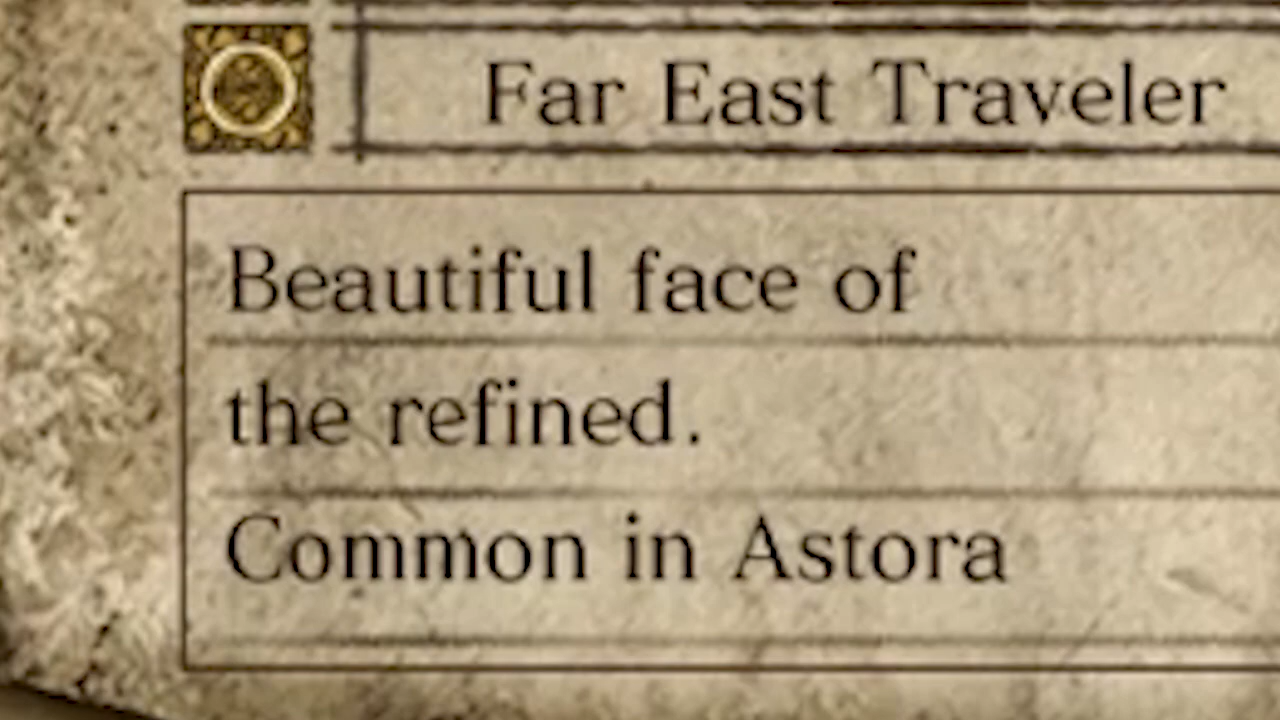 Far East Traveler
Beautiful face of
the refined.
Common in Astora